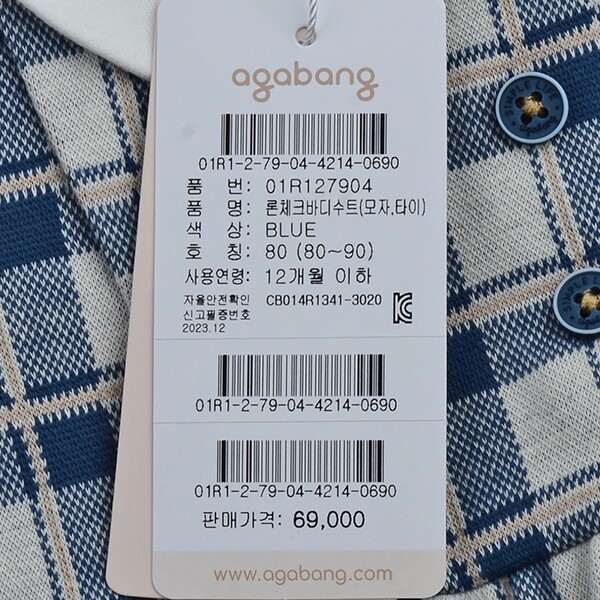 agabang
01R1-2-79-04-4214-0690
품 번: 01R127904
품 명: 론체크바디수트(모자,타이)
색 상: BLUE
호 칭: 80 (80~90)
사용연령: 12개월 이하
자율안전확인 CB014R1341-3020
신고필증번호
2023.12
01R1-2-79-04-4214-0690
01R1-2-79-04-4214-0690
판매가격: 69,000
www.agabang.com